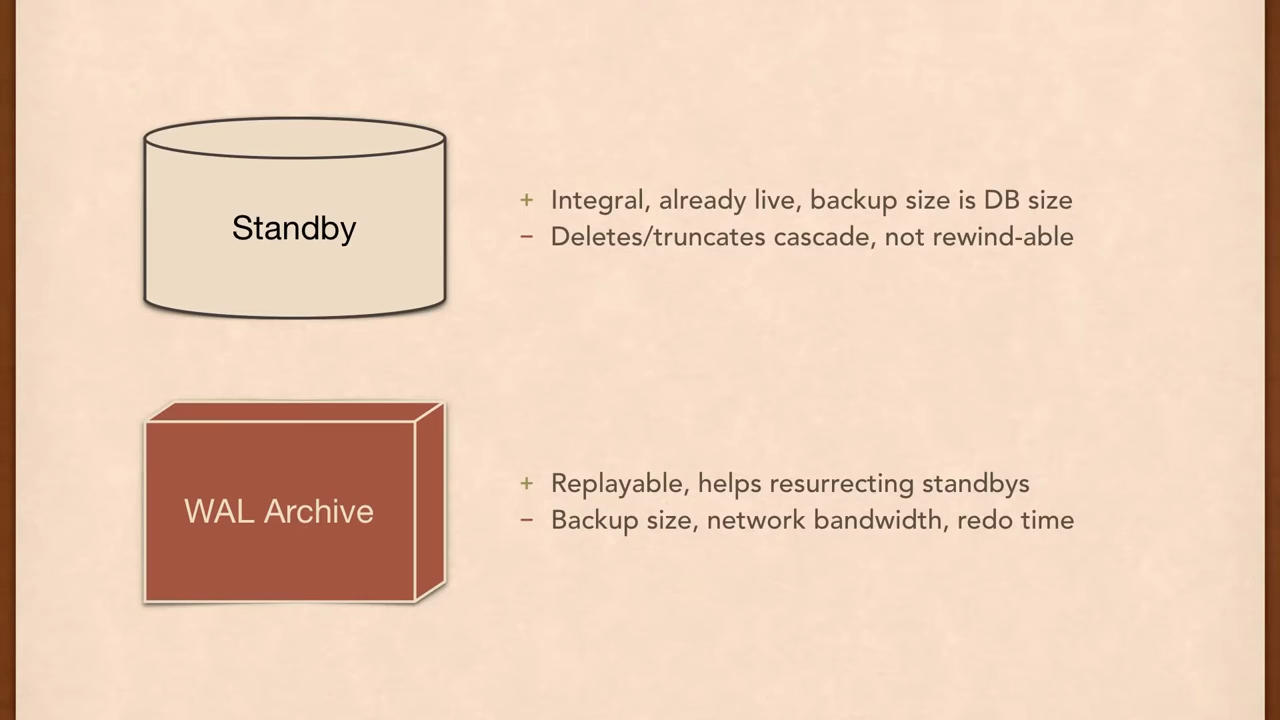 Standby
+ Integral, already live, backup size is DB size
− Deletes/truncates cascade, not rewind-able
WAL Archive
+ Replayable, helps resurrecting standbys
− Backup size, network bandwidth, redo time